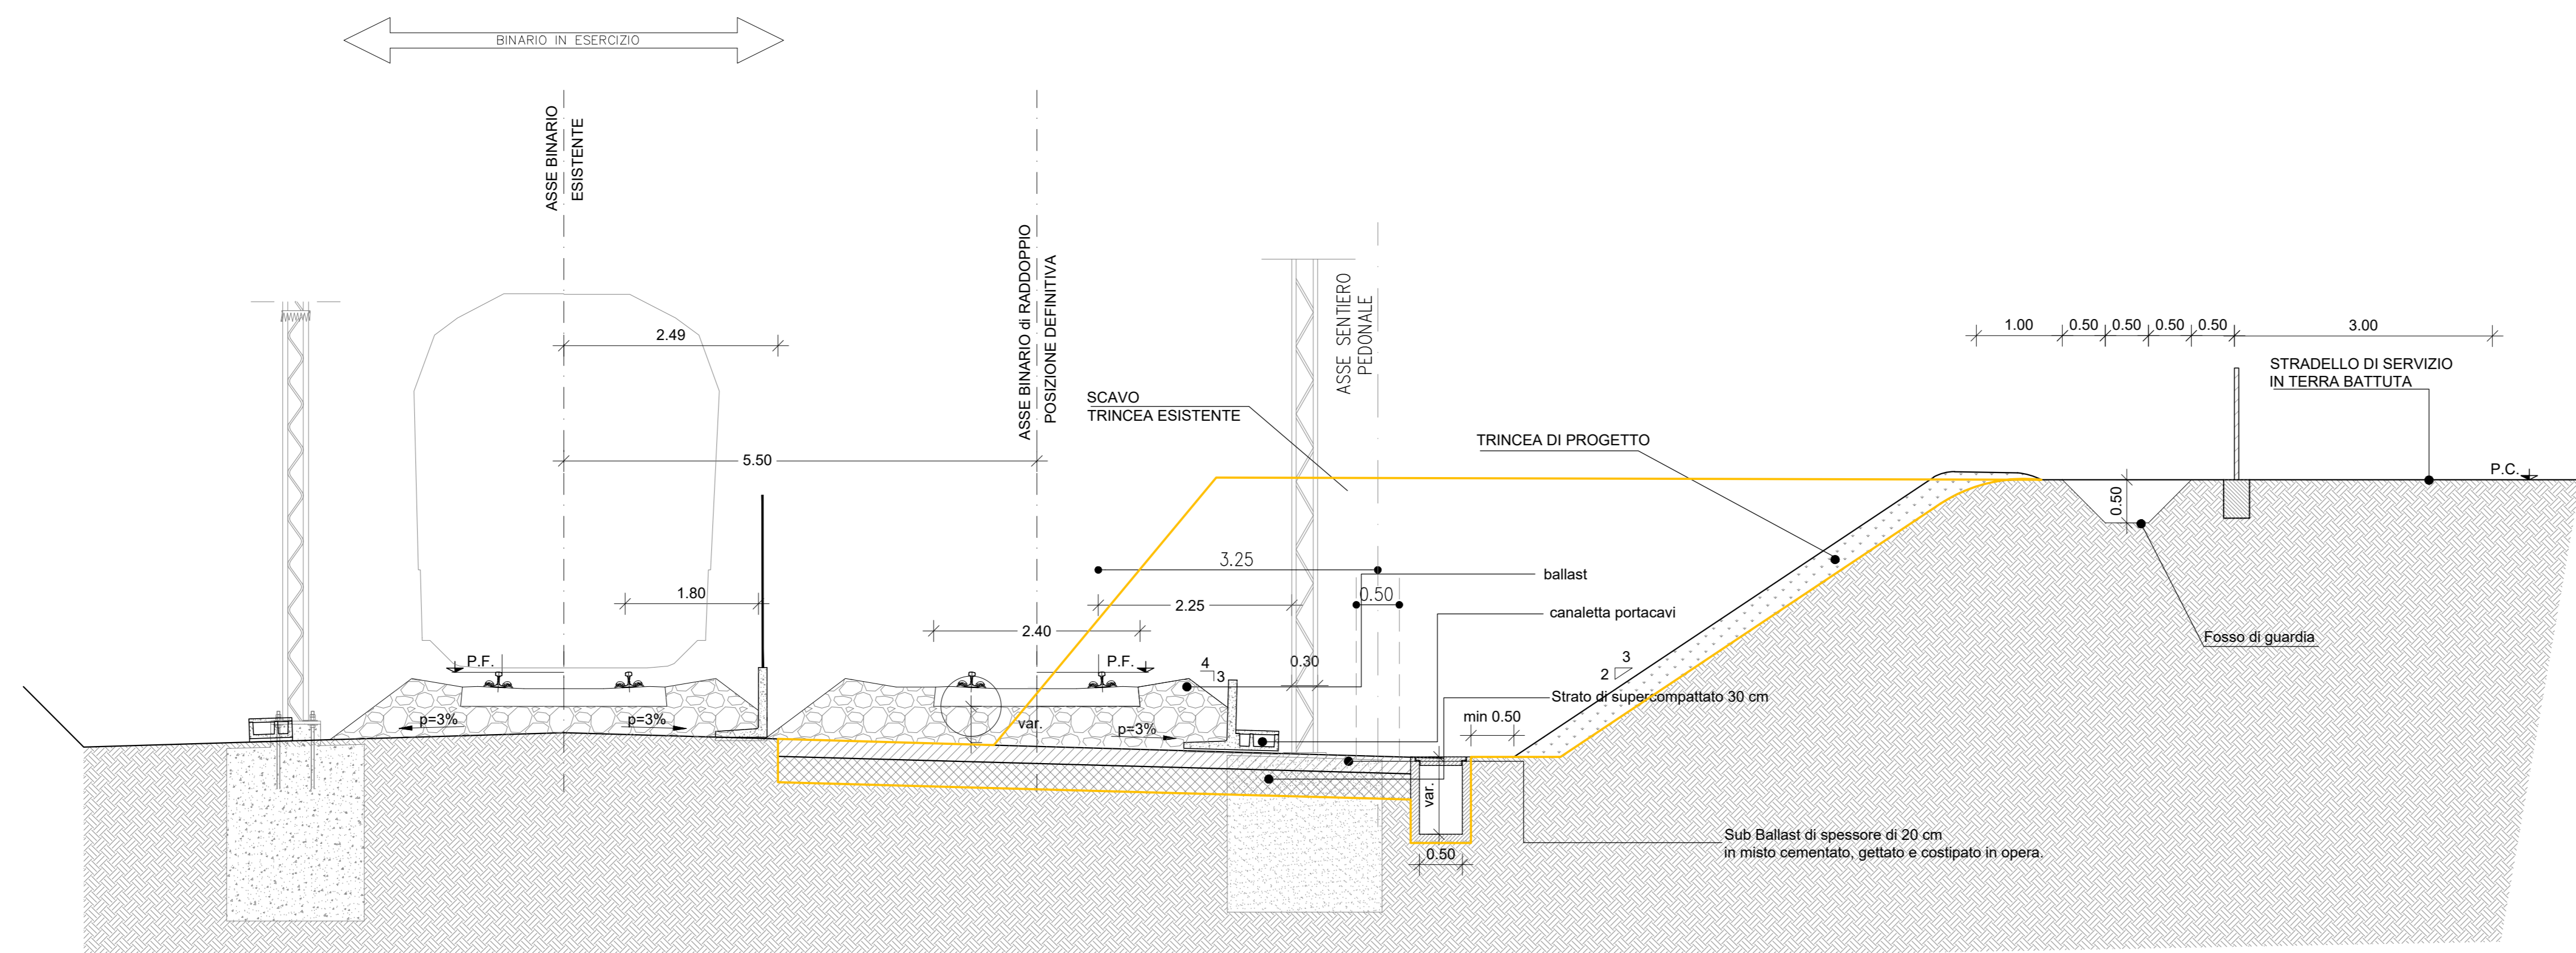 BINARIO IN ESERCIZIO
ASSE BINARIO
ESISTENTE
ASSE BINARIO di RADDOPPIO
POSIZIONE DEFINITIVA
ASSE SENTIERO
PEDONALE
2.49
1.00
0.50
0.50
0.50
0.50
3.00
STRADELLO DI SERVIZIO
IN TERRA BATTUTA
SCAVO
TRINCEA ESISTENTE
TRINCEA DI PROGETTO
5.50
P.C.
0.50
3.25
ballast
1.80
2.25
0.50
canaletta portacavi
2.40
Fosso di guardia
P.F.
P.F.
4
3
0.30
3
2
Strato di supercompattato 30 cm
p=3%
p=3%
var.
p=3%
min 0.50
var.
Sub Ballast di spessore di 20 cm
in misto cementato, gettato e costipato in opera.
0.50